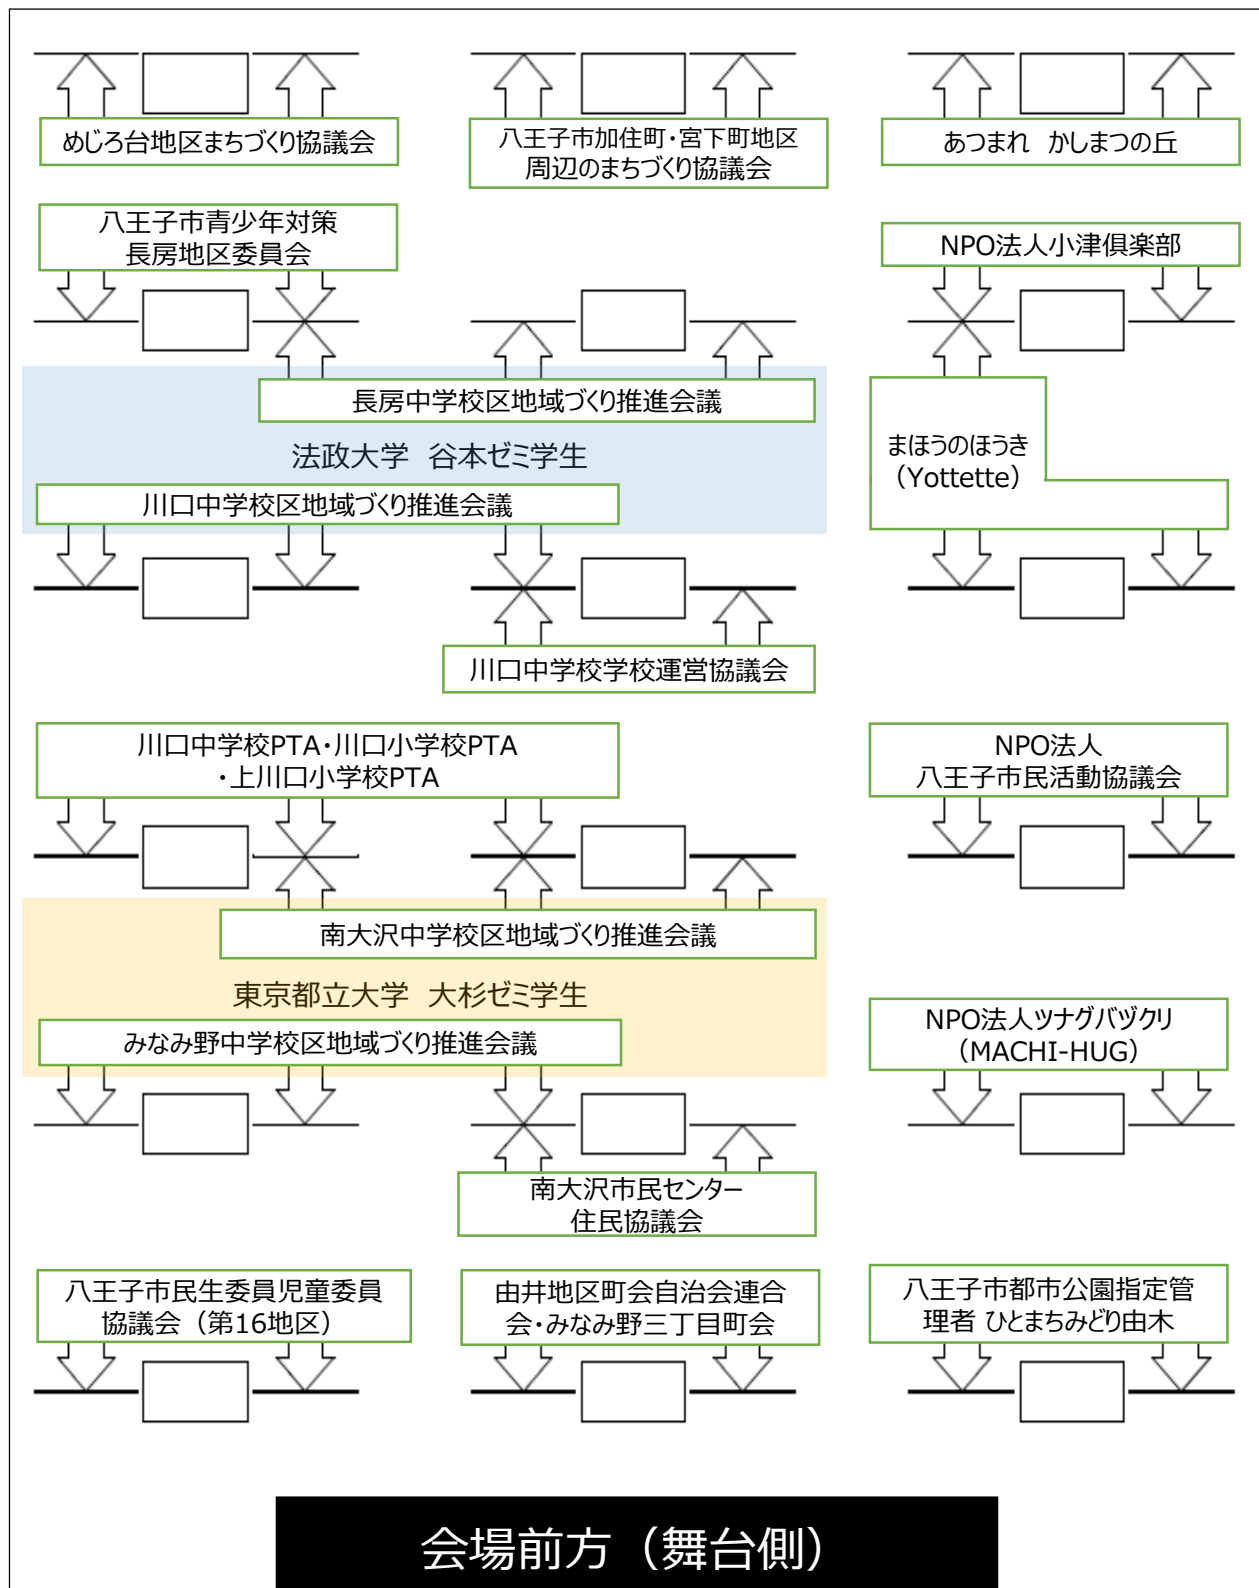 めじろ台地区まちづくり協議会
八王子市加住町・宮下町地区
周辺のまちづくり協議会
あつまれ　かしまつの丘
八王子市青少年対策
長房地区委員会
NPO法人小津倶楽部
長房中学校区地域づくり推進会議
法政大学　谷本ゼミ学生
川口中学校区地域づくり推進会議
まほうのほうき
（Yottette）
川口中学校学校運営協議会
川口中学校PTA・川口小学校PTA
・上川口小学校PTA
NPO法人
八王子市民活動協議会
南大沢中学校区地域づくり推進会議
東京都立大学　大杉ゼミ学生
みなみ野中学校区地域づくり推進会議
NPO法人ツナグバヅクリ
（MACHI-HUG）
南大沢市民センター
住民協議会
八王子市民生委員児童委員
協議会（第16地区）
由井地区町会自治会連合
会・みなみ野三丁目町会
八王子市都市公園指定管
理者 ひとまちみどり由木
会場前方（舞台側）